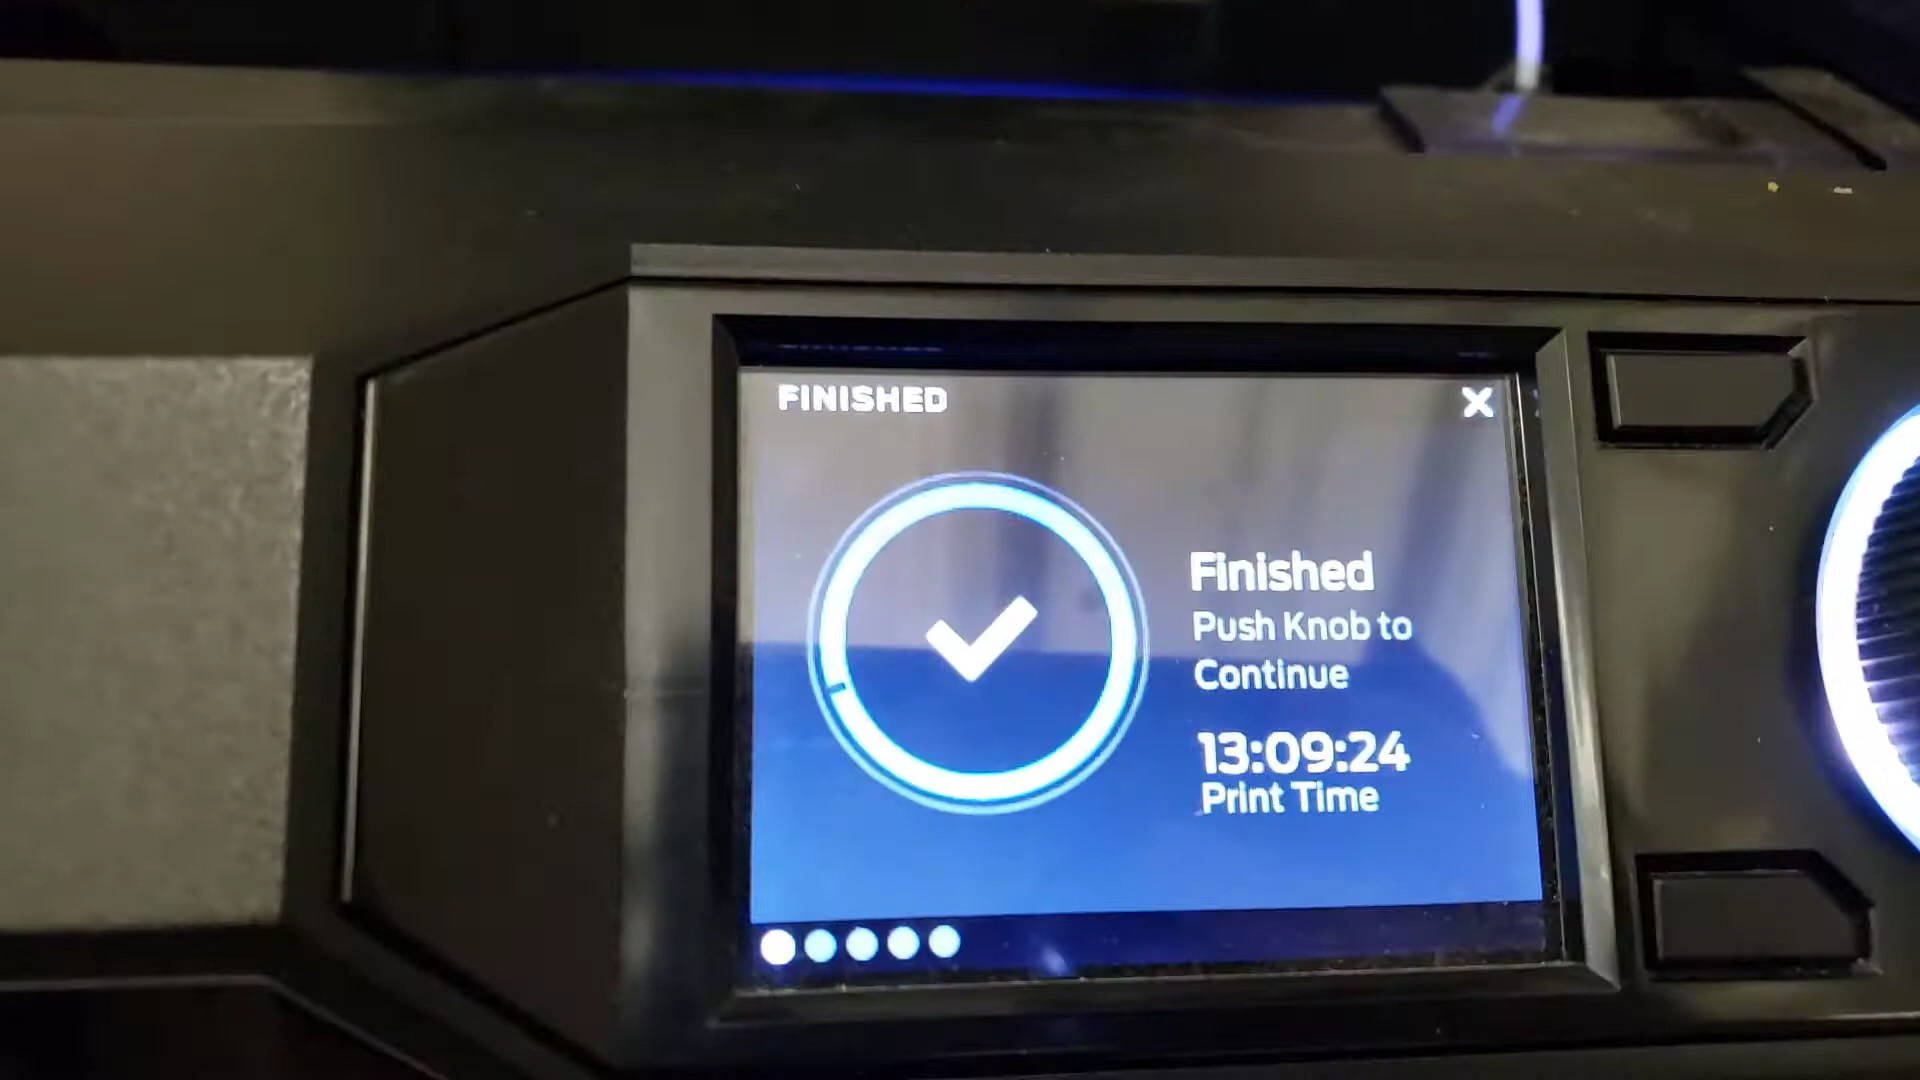 FINISHED X
Finished
Push Knob to
Continue
13:09:24
Print Time